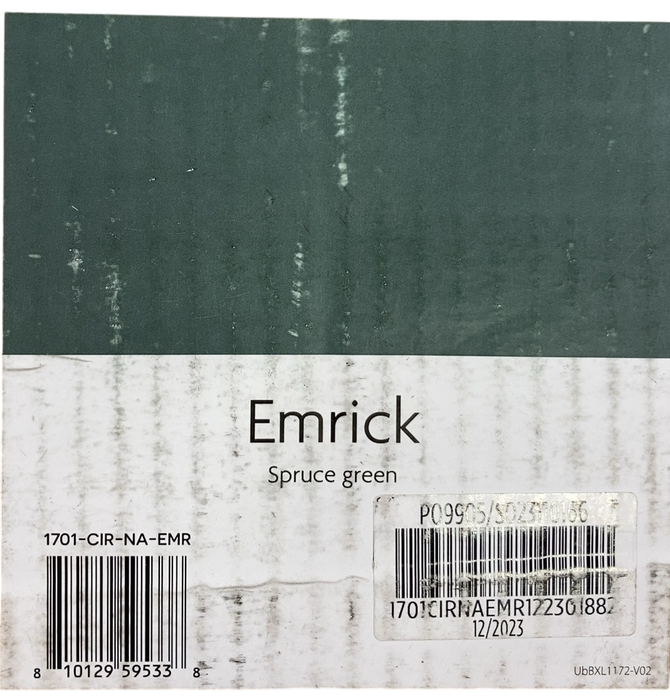 Emrick
Spruce green
1701-CIR-NA-EMR
8 10129 59533 8
1701CIRNAEMR122301882
12/2023
UbBXL1172-V02